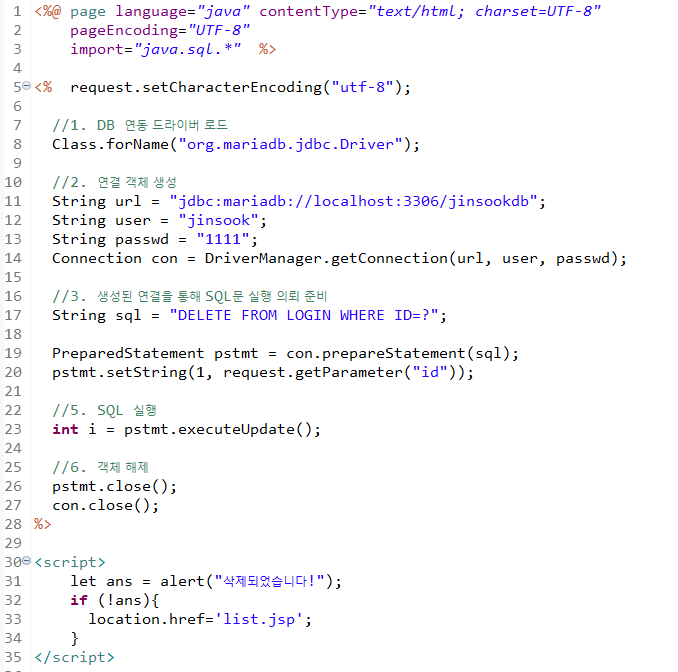 1 <%@ page language="java" contentType="text/html; charset=UTF-8"
2     pageEncoding="UTF-8"
3     import="java.sql.*"  %>
4
5 <%  request.setCharacterEncoding("utf-8");
6
7   //1. DB 연동 드라이버 로드
8   Class.forName("org.mariadb.jdbc.Driver");
9
10   //2. 연결 객체 생성
11   String url = "jdbc:mariadb://localhost:3306/jinsookdb";
12   String user = "jinsook";
13   String passwd = "1111";
14   Connection con = DriverManager.getConnection(url, user, passwd);
15
16   //3. 생성된 연결을 통해 SQL문 실행 의뢰 준비
17   String sql = "DELETE FROM LOGIN WHERE ID=?";
18
19   PreparedStatement pstmt = con.prepareStatement(sql);
20   pstmt.setString(1, request.getParameter("id"));
21
22   //5. SQL 실행
23   int i = pstmt.executeUpdate();
24
25   //6. 객체 해제
26   pstmt.close();
27   con.close();
28 %>
29
30 <script>
31     let ans = alert("삭제되었습니다!");
32     if (!ans){
33       location.href='list.jsp';
34     }
35 </script>